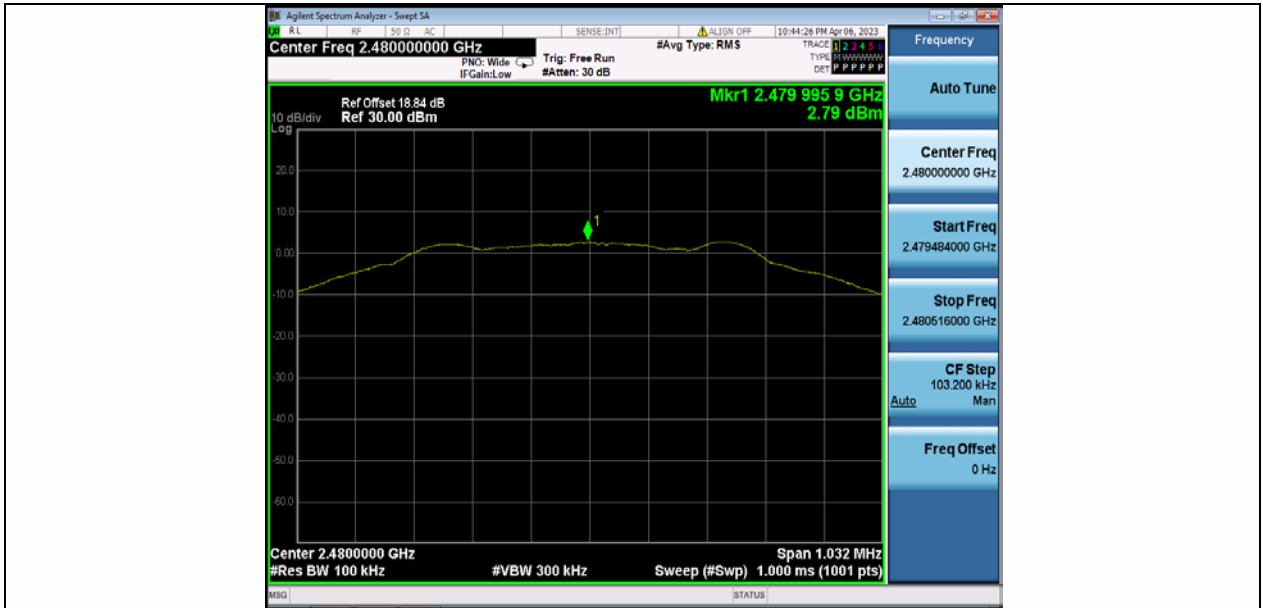 Agilent Spectrum Analyzer - Swept SA
RL RF 50 Ω AC SENSE:INT ALIGN OFF 10:44:26 PM Apr 06, 2023
Center Freq 2.480000000 GHz
PNO: Wide
IFGain:Low
Trig: Free Run
#Atten: 30 dB
#Avg Type: RMS
TRACE 1 2 3 4 5 6
TYPE M WWWWW
DET P P P P P P
Mkr1 2.479 995 9 GHz
2.79 dBm
Ref Offset 18.84 dB
10 dB/div Ref 30.00 dBm
Log
20.0
10.0
1
0.00
-10.0
-20.0
-30.0
-40.0
-50.0
-60.0
Center 2.4800000 GHz Span 1.032 MHz
#Res BW 100 kHz #VBW 300 kHz Sweep (#Swp) 1.000 ms (1001 pts)
MSG STATUS
Frequency
Auto Tune
Center Freq
2.480000000 GHz
Start Freq
2.479484000 GHz
Stop Freq
2.480516000 GHz
CF Step
103.200 kHz
Auto Man
Freq Offset
0 Hz